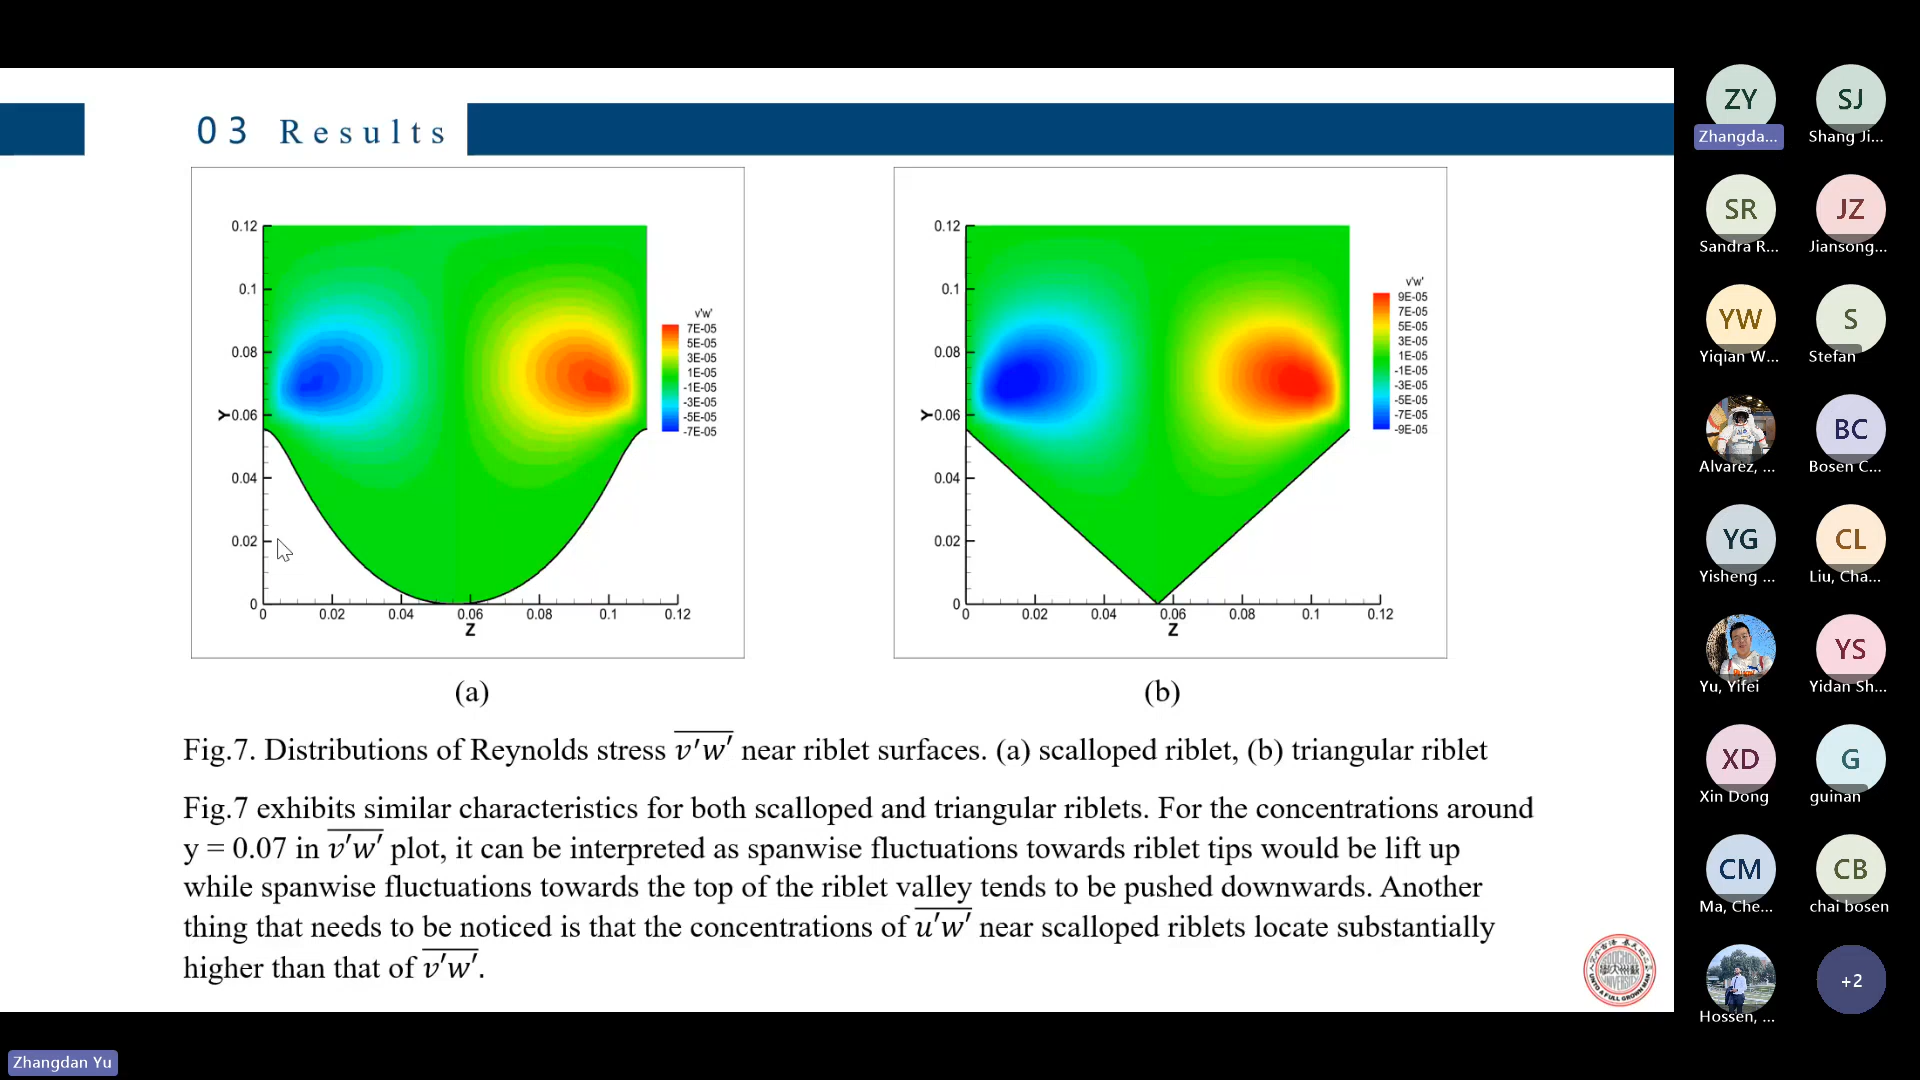 03 Results
0.12
0.1
0.08
Y 0.06
0.04
0.02
0
0 0.02 0.04 0.06 0.08 0.1 0.12
Z
v'w'
7E-05
5E-05
3E-05
1E-05
-1E-05
-3E-05
-5E-05
-7E-05
(a)
0.12
0.1
0.08
Y 0.06
0.04
0.02
0
0 0.02 0.04 0.06 0.08 0.1 0.12
Z
v'w'
9E-05
7E-05
5E-05
3E-05
1E-05
-1E-05
-3E-05
-5E-05
-7E-05
-9E-05
(b)
Fig.7. Distributions of Reynolds stress v′w′ near riblet surfaces. (a) scalloped riblet, (b) triangular riblet
Fig.7 exhibits similar characteristics for both scalloped and triangular riblets. For the concentrations around
y = 0.07 in v′w′ plot, it can be interpreted as spanwise fluctuations towards riblet tips would be lift up
while spanwise fluctuations towards the top of the riblet valley tends to be pushed downwards. Another
thing that needs to be noticed is that the concentrations of u′w′ near scalloped riblets locate substantially
higher than that of v′w′.
ZY
Zhangda...
SJ
Shang Ji...
SR
Sandra R...
JZ
Jiansong...
YW
Yiqian W...
S
Stefan
Alvarez, ...
BC
Bosen C...
YG
Yisheng ...
CL
Liu, Cha...
Yu, Yifei
YS
Yidan Sh...
XD
Xin Dong
G
guinan
CM
Ma, Che...
CB
chai bosen
Hossen, ...
+2
Zhangdan Yu